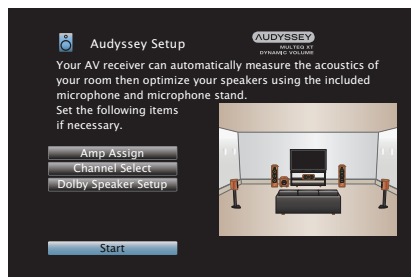 Audyssey Setup
AUDYSSEY
MULTEQ XT
DYNAMIC VOLUME
Your AV receiver can automatically measure the acoustics of
your room then optimize your speakers using the included
microphone and microphone stand.
Set the following items
if necessary.
Amp Assign
Channel Select
Dolby Speaker Setup
Start